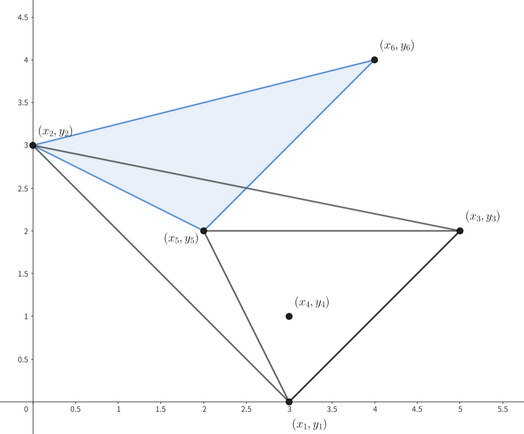 4.5
(x₆, y₆)
4
3.5
(x₂, y₂)
3
2.5
(x₃, y₃)
2
(x₅, y₅)
1.5
(x₄, y₄)
1
0.5
0 0.5 1 1.5 2 2.5 3 3.5 4 4.5 5 5.5
(x₁, y₁)